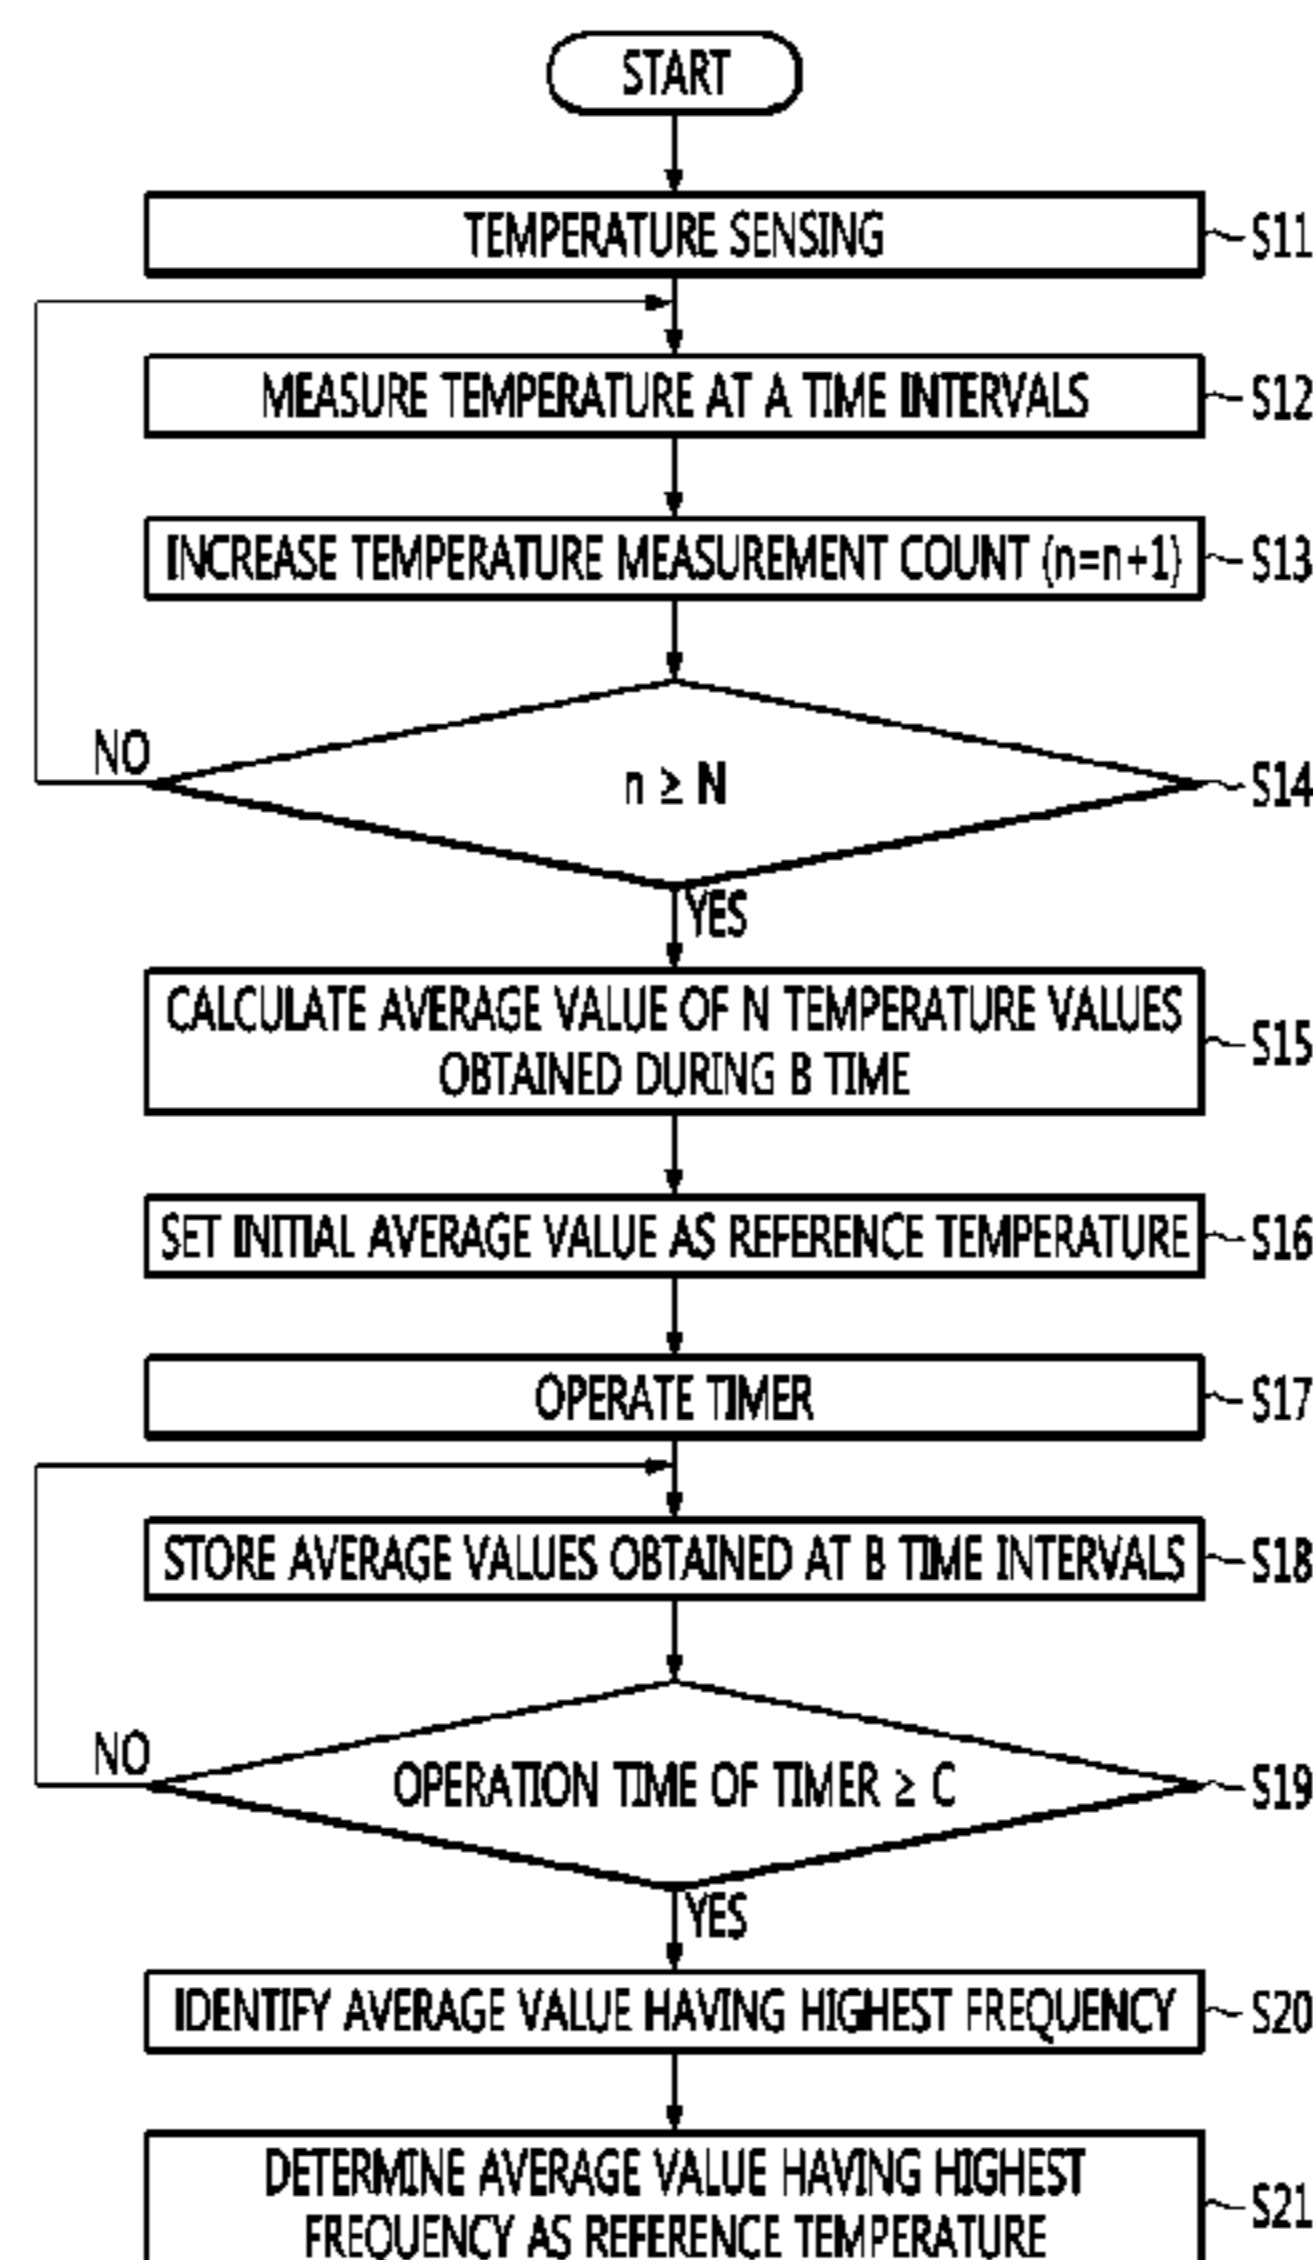 START
TEMPERATURE SENSING
S11
MEASURE TEMPERATURE AT A TIME INTERVALS
S12
INCREASE TEMPERATURE MEASUREMENT COUNT (n=n+1)
S13
NO
n ≥ N
S14
YES
CALCULATE AVERAGE VALUE OF N TEMPERATURE VALUES
OBTAINED DURING B TIME
S15
SET INITIAL AVERAGE VALUE AS REFERENCE TEMPERATURE
S16
OPERATE TIMER
S17
STORE AVERAGE VALUES OBTAINED AT B TIME INTERVALS
S18
NO
OPERATION TIME OF TIMER ≥ C
S19
YES
IDENTIFY AVERAGE VALUE HAVING HIGHEST FREQUENCY
S20
DETERMINE AVERAGE VALUE HAVING HIGHEST
FREQUENCY AS REFERENCE TEMPERATURE
S21